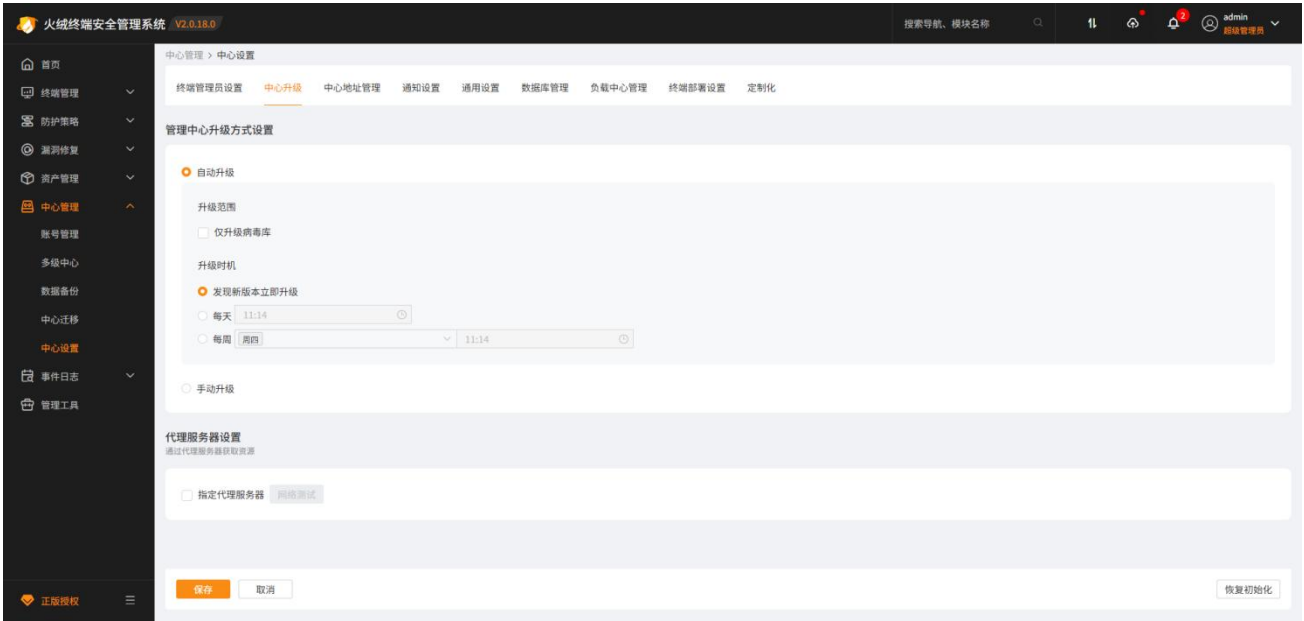 火绒终端安全管理系统 V2.0.18.0
搜索导航、模块名称
2
admin
超级管理员
首页
终端管理
防护策略
漏洞修复
资产管理
中心管理
账号管理
多级中心
数据备份
中心迁移
中心设置
事件日志
管理工具
正版授权
中心管理 > 中心设置
终端管理员设置 中心升级 中心地址管理 通知设置 通用设置 数据库管理 负载中心管理 终端部署设置 定制化
管理中心升级方式设置
自动升级
升级范围
仅升级病毒库
升级时机
发现新版本立即升级
每天 11:14
每周 周四 11:14
手动升级
代理服务器设置
通过代理服务器获取资源
指定代理服务器 网络测试
保存 取消 恢复初始化